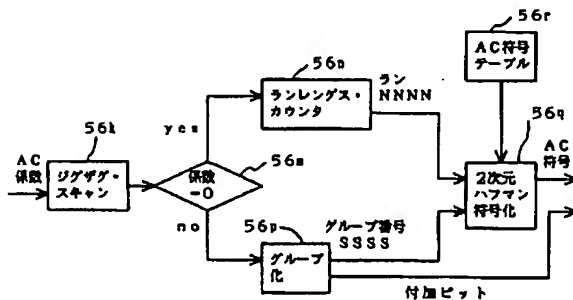 56r
AC符号
テーブル
56n
ラン
NNNN
ランレングス・
カウンタ
56k
yes
56q
AC
係数
ジグザグ・
スキャン
56m
係数
=0
2次元
ハフマン
符号化
AC
符号
no
56p
グループ番号
SSSS
グループ
化
付加ビット